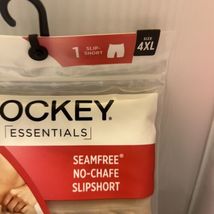 1 SLIP-
SHORT
SIZE
4XL
OCKEY
ESSENTIALS
SEAMFREE®
NO-CHAFE
SLIPSHORT